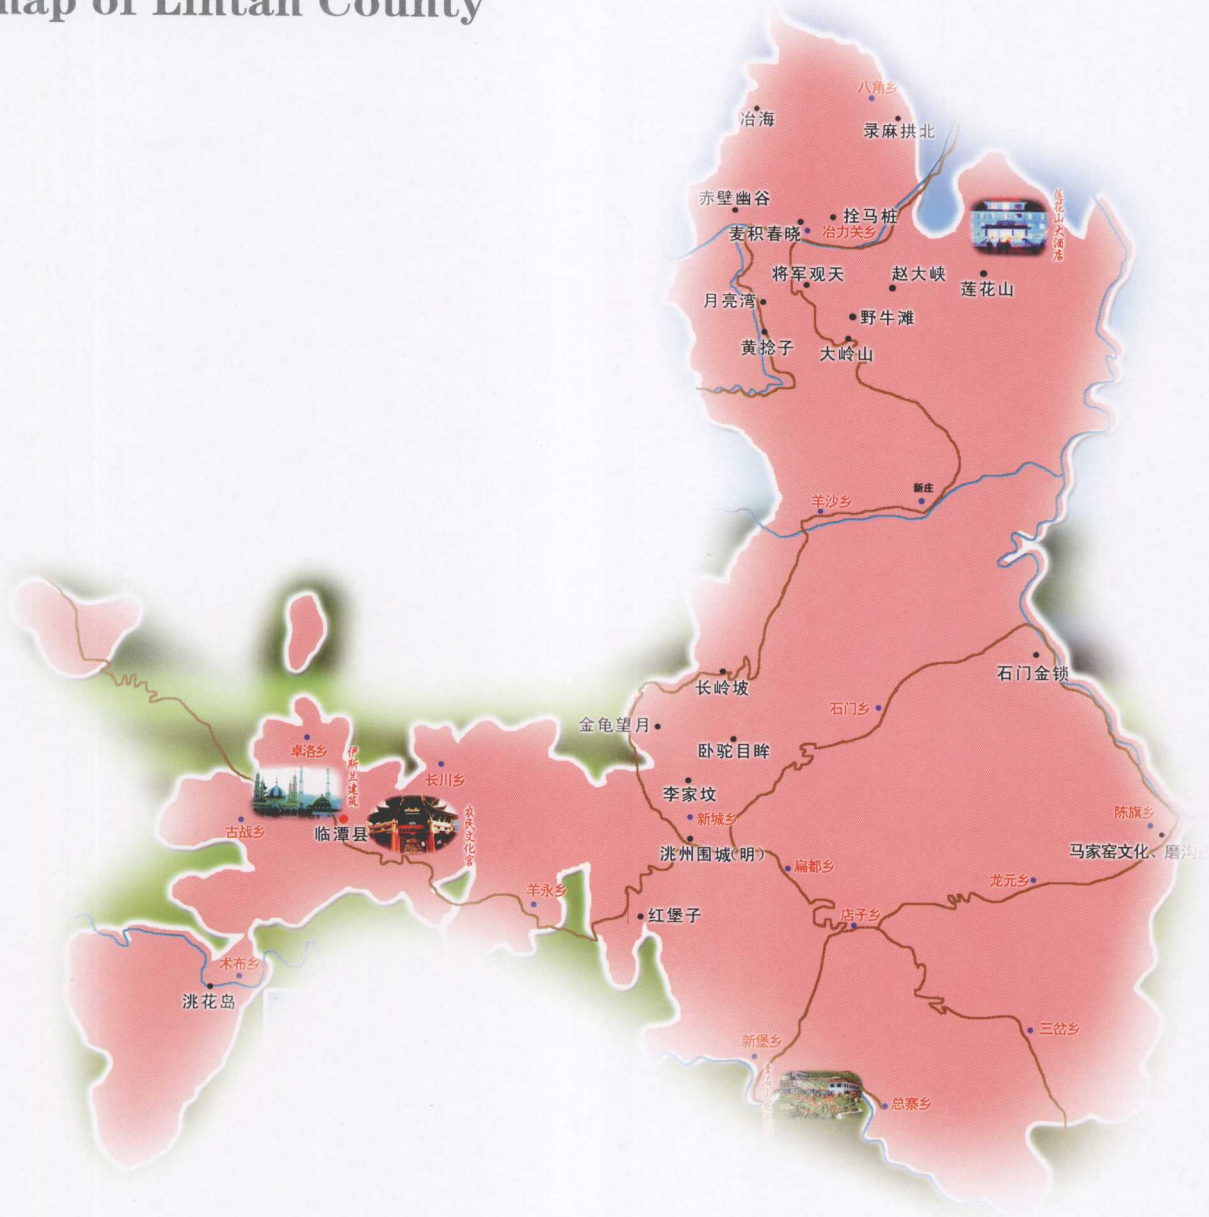 map of Lintan County
八角乡
冶海
录麻拱北
赤壁幽谷
拴马桩
麦积春晓
冶力关乡
莲花山大酒店
将军观天
赵大峡
莲花山
月亮湾
野牛滩
黄捻子
大岭山
新庄
羊沙乡
石门金锁
长岭坡
石门乡
金龟望月
卧驼目眸
卓洛乡
伊斯兰建筑
长川乡
李家坟
新城乡
陈旗乡
古战乡
临潭县
农民文化宫
洮州围城(明)
马家窑文化、磨沟
扁都乡
龙元乡
羊永乡
红堡子
店子乡
术布乡
洮花岛
三岔乡
新堡乡
总寨乡